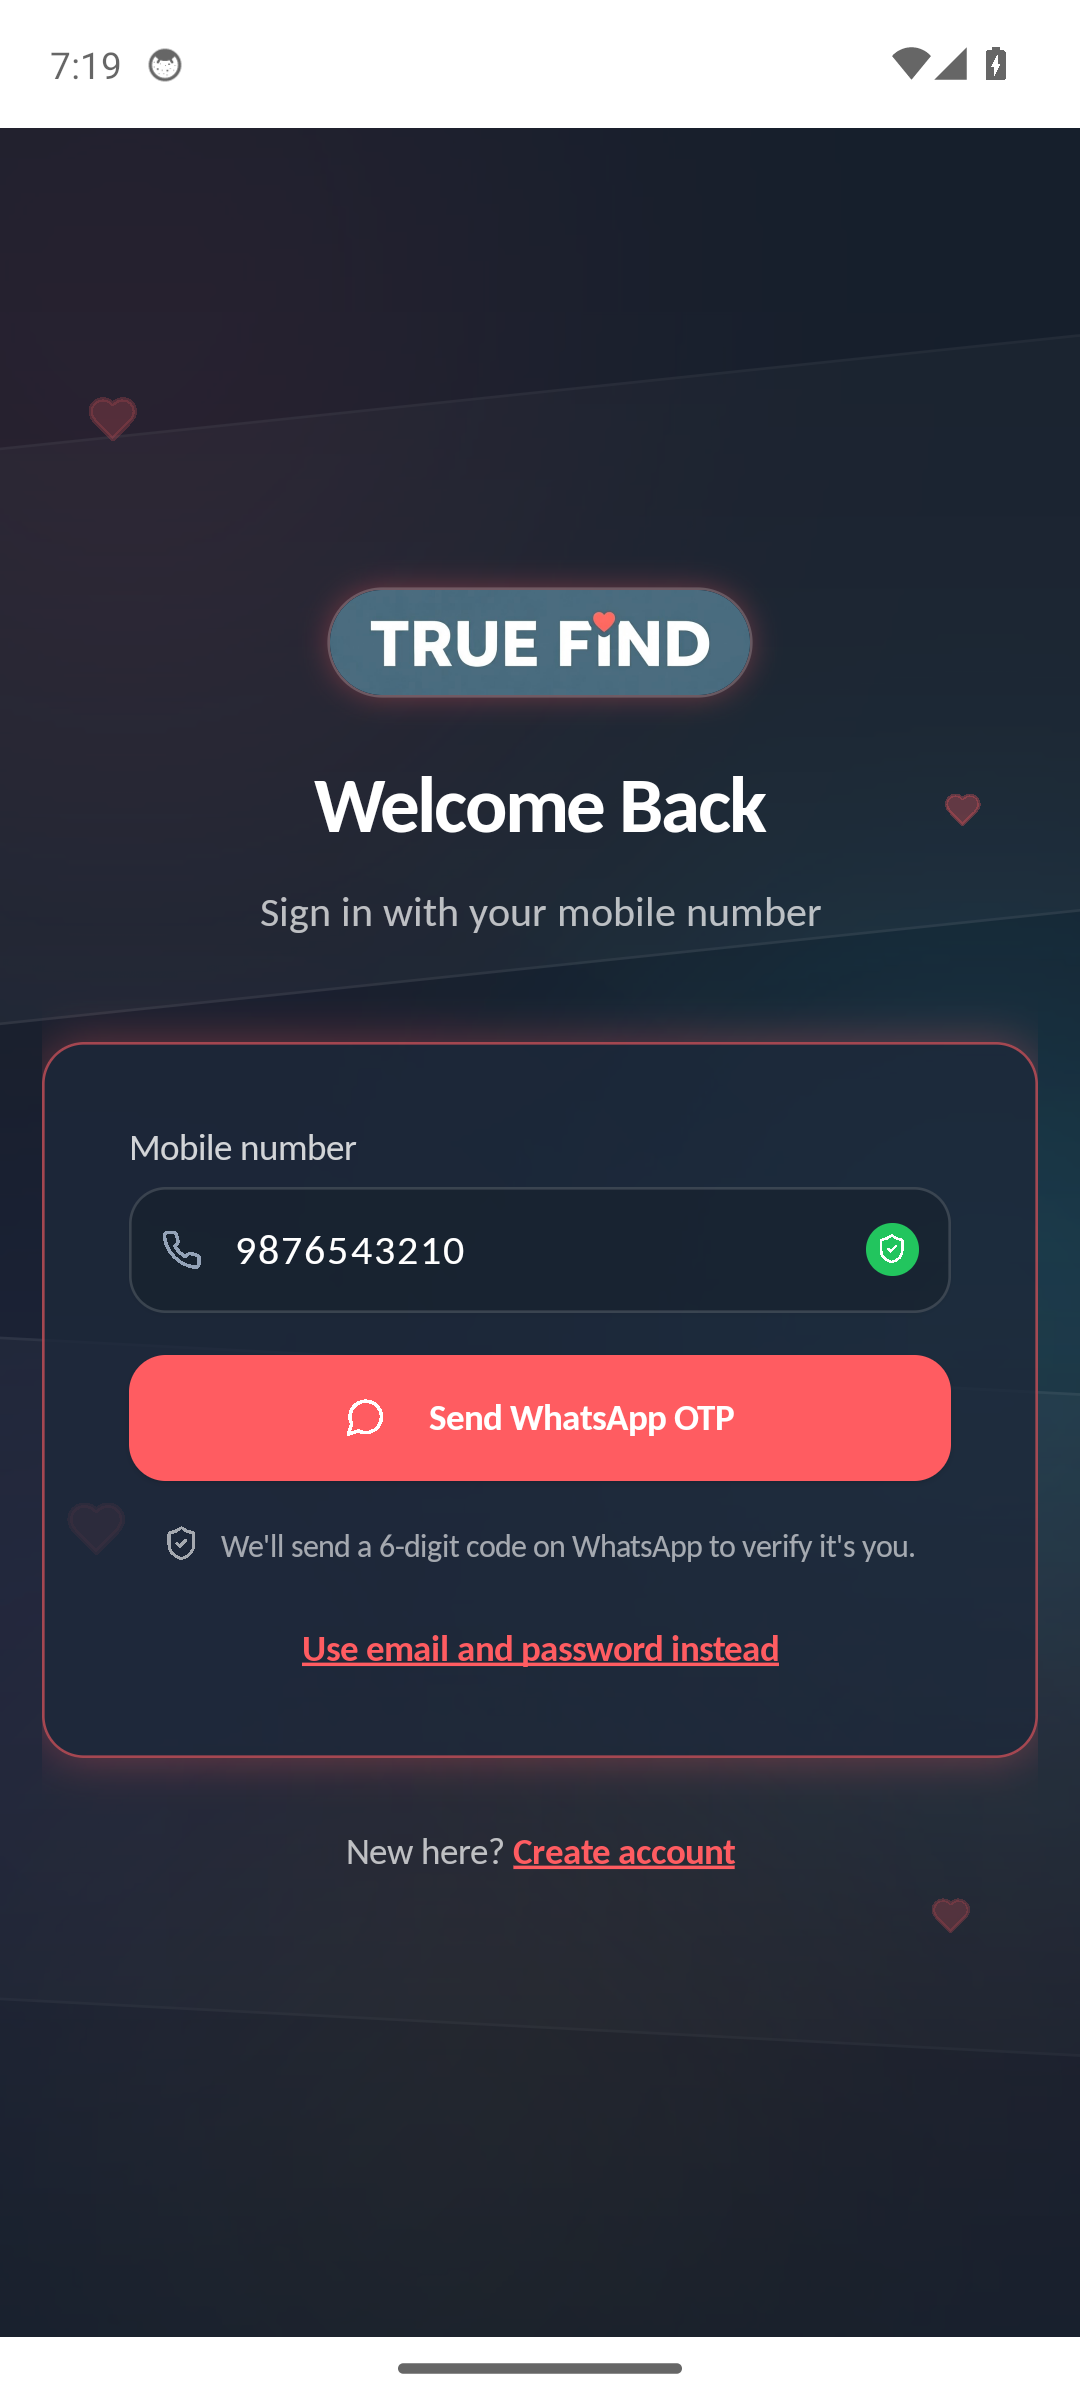 7:19
TRUE FiND
Welcome Back
Sign in with your mobile number
Mobile number
9876543210
Send WhatsApp OTP
We'll send a 6-digit code on WhatsApp to verify it's you.
Use email and password instead
New here? Create account